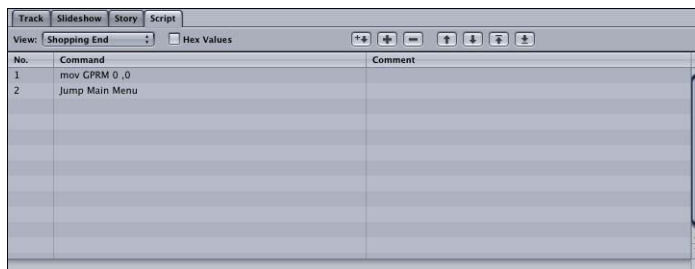 Track Slideshow Story Script
View: Shopping End Hex Values
No. Command Comment
1 mov GPRM 0 ,0
2 Jump Main Menu